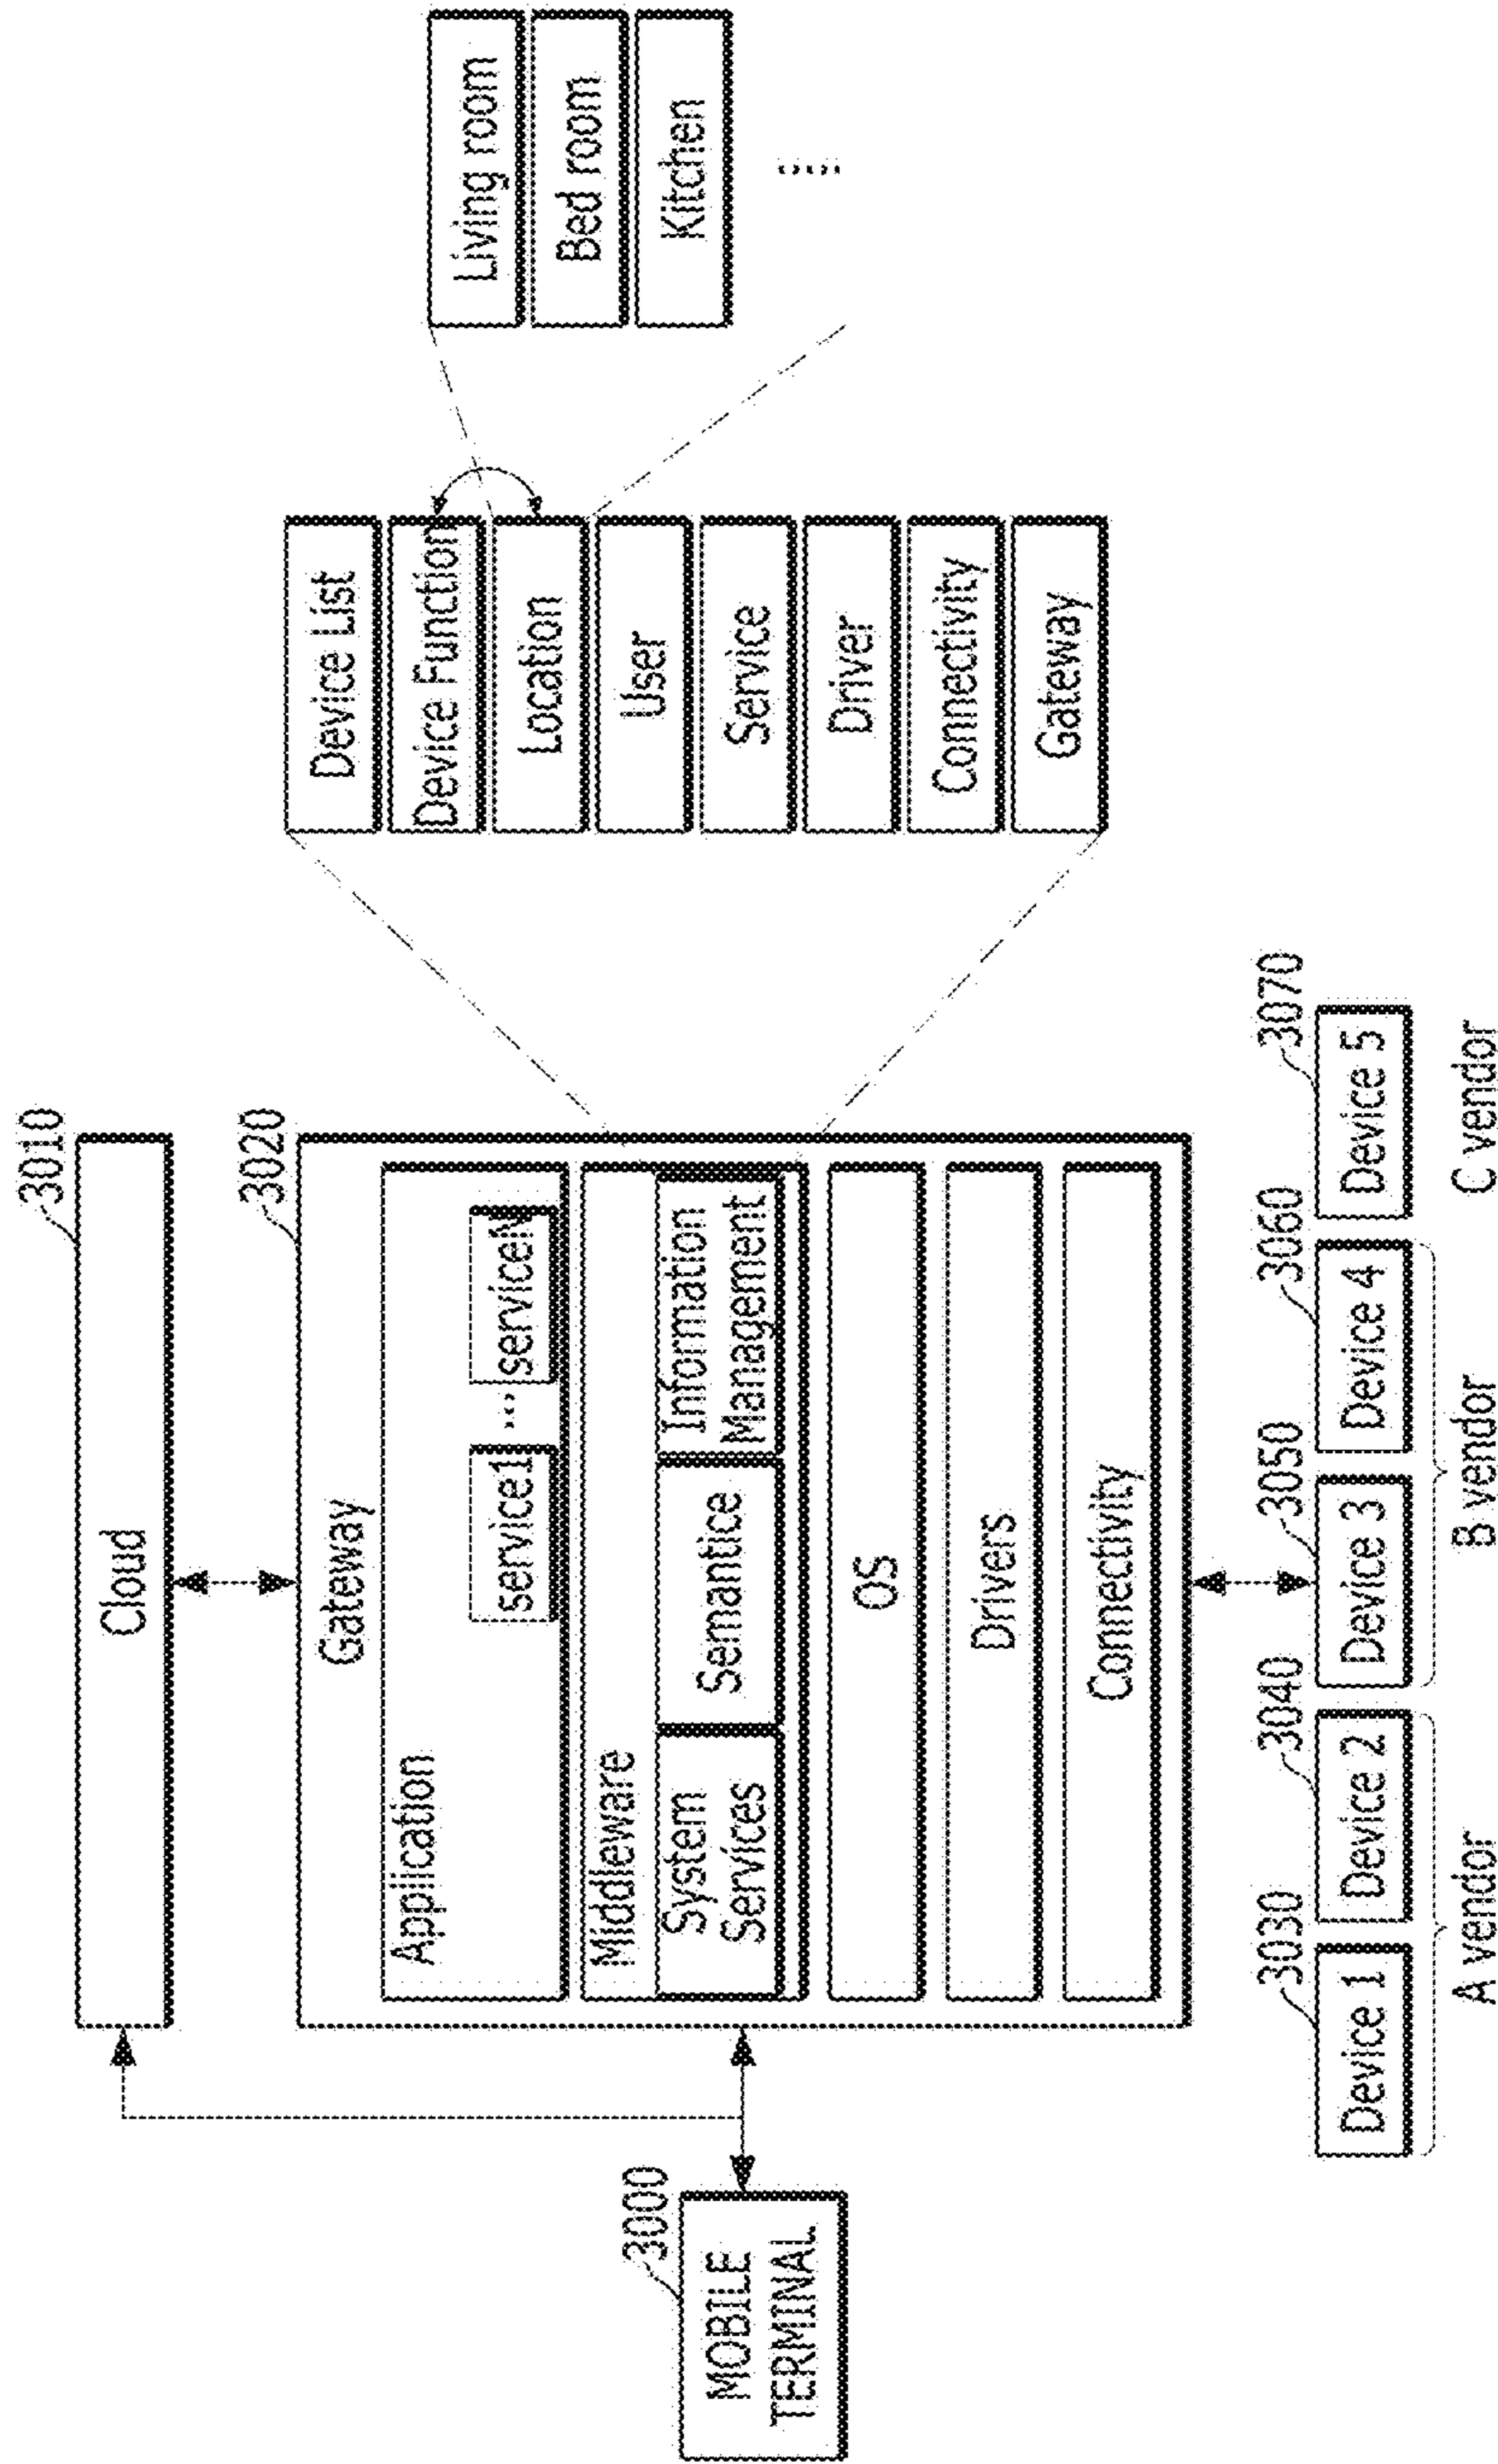 3010
Cloud
3020
Gateway
Application
service1 ... serviceN
Middleware
System
Services
Semantice
Information
Management
OS
Drivers
Connectivity
3000
MOBILE
TERMINAL
3030
3040
3050
3060
3070
Device 1
Device 2
Device 3
Device 4
Device 5
A vendor
B vendor
C vendor
Device List
Device Function
Location
User
Service
Driver
Connectivity
Gateway
Living room
Bed room
Kitchen
.....